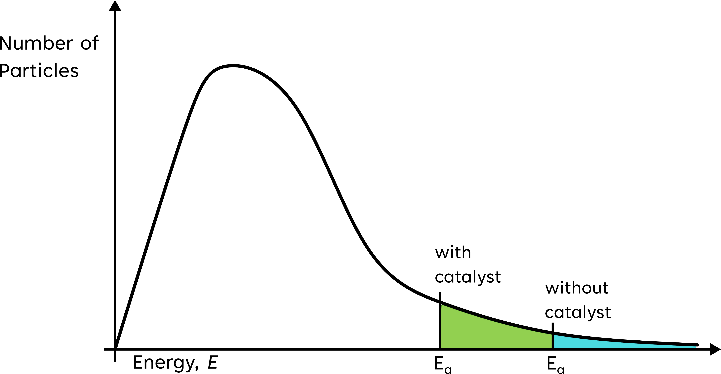 Number of
Particles
with
catalyst
without
catalyst
Energy, E
Eₐ
Eₐ